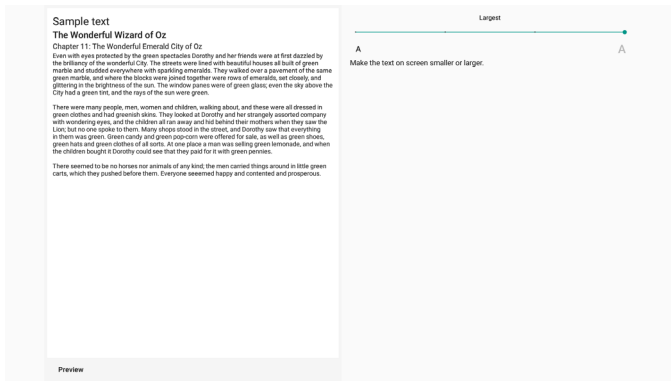 Sample text
The Wonderful Wizard of Oz
Chapter 11: The Wonderful Emerald City of Oz
Even with eyes protected by the green spectacles Dorothy and her friends were at first dazzled by
the brilliancy of the wonderful City. The streets were lined with beautiful houses all built of green
marble and studded everywhere with sparkling emeralds. They walked over a pavement of the same
green marble, and where the blocks were joined together were rows of emeralds, set closely, and
glittering in the brightness of the sun. The window panes were of green glass; even the sky above the
City had a green tint, and the rays of the sun were green.
There were many people, men, women and children, walking about, and these were all dressed in
green clothes and had greenish skins. They looked at Dorothy and her strangely assorted company
with wondering eyes, and the children all ran away and hid behind their mothers when they saw the
Lion; but no one spoke to them. Many shops stood in the street, and Dorothy saw that everything
in them was green. Green candy and green pop-corn were offered for sale, as well as green shoes,
green hats and green clothes of all sorts. At one place a man was selling green lemonade, and when
the children bought it Dorothy could see that they paid for it with green pennies.
There seemed to be no horses nor animals of any kind; the men carried things around in little green
carts, which they pushed before them. Everyone seeemed happy and contented and prosperous.
Preview
Largest
A A
Make the text on screen smaller or larger.